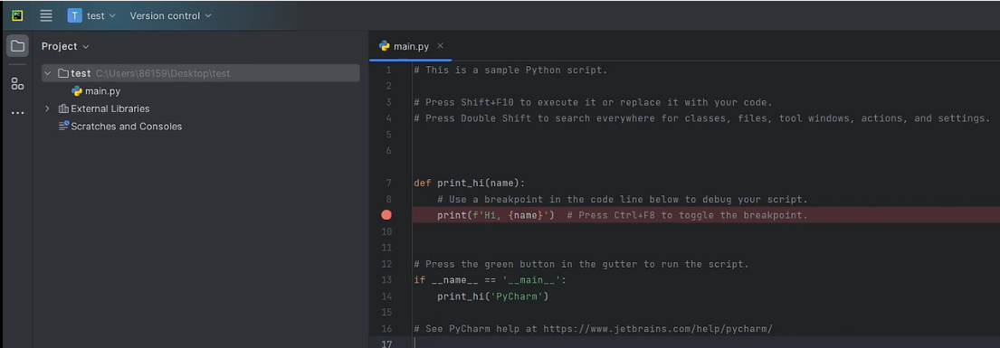 PC
T test Version control
Project
main.py
test C:\Users\86159\Desktop\test
main.py
External Libraries
Scratches and Consoles
1 # This is a sample Python script.
2
3 # Press Shift+F10 to execute it or replace it with your code.
4 # Press Double Shift to search everywhere for classes, files, tool windows, actions, and settings.
5
6
7 def print_hi(name):
8 # Use a breakpoint in the code line below to debug your script.
print(f'Hi, {name}') # Press Ctrl+F8 to toggle the breakpoint.
10
11
12 # Press the green button in the gutter to run the script.
13 if __name__ == '__main__':
14 print_hi('PyCharm')
15
16 # See PyCharm help at https://www.jetbrains.com/help/pycharm/
17